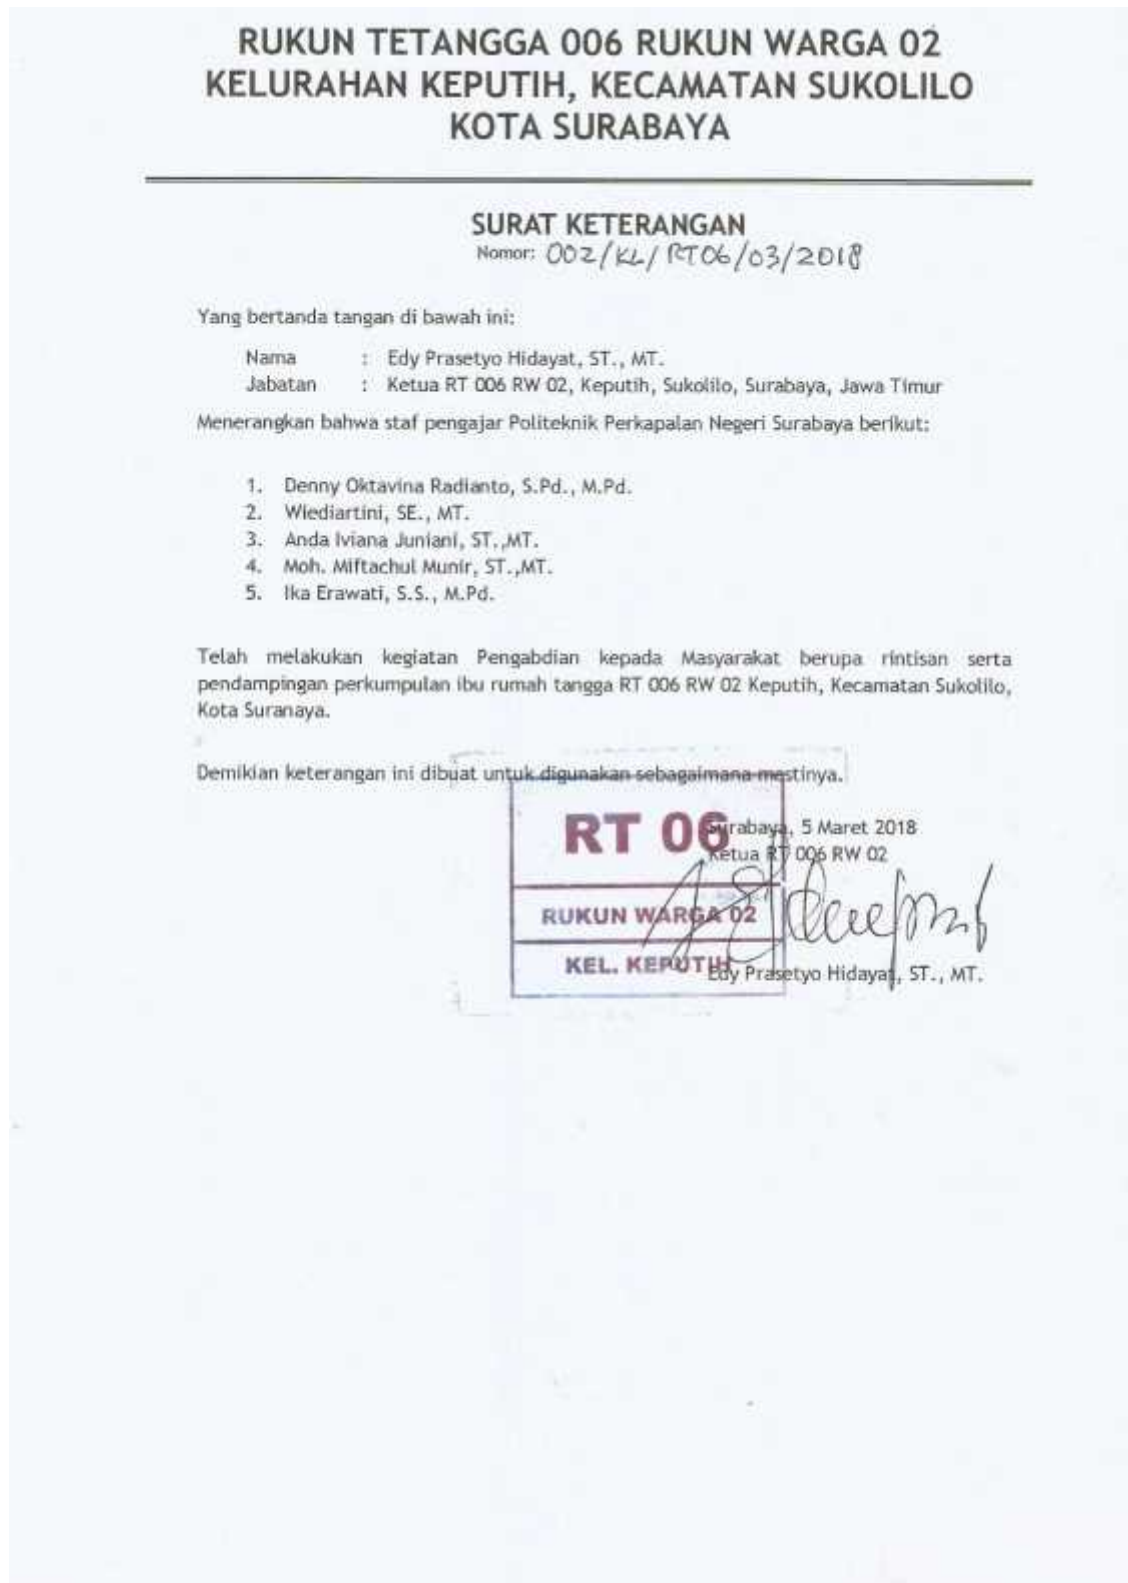 RUKUN TETANGGA 006 RUKUN WARGA 02
KELURAHAN KEPUTIH, KECAMATAN SUKOLILO
KOTA SURABAYA
SURAT KETERANGAN
Nomor: 002/KL/RT06/03/2018
Yang bertanda tangan di bawah ini:
Nama : Edy Prasetyo Hidayat, ST., MT.
Jabatan : Ketua RT 006 RW 02, Keputih, Sukolilo, Surabaya, Jawa Timur
Menerangkan bahwa staf pengajar Politeknik Perkapalan Negeri Surabaya berikut:
1. Denny Oktavina Radianto, S.Pd., M.Pd.
2. Wiediartini, SE., MT.
3. Anda Iviana Juniani, ST.,MT.
4. Moh. Miftachul Munir, ST.,MT.
5. Ika Erawati, S.S., M.Pd.
Telah melakukan kegiatan Pengabdian kepada Masyarakat berupa rintisan serta
pendampingan perkumpulan ibu rumah tangga RT 006 RW 02 Keputih, Kecamatan Sukolilo,
Kota Suranaya.
Demikian keterangan ini dibuat untuk digunakan sebagaimana mestinya.
RT 06
RUKUN WARGA 02
KEL. KEPUTIH
Surabaya, 5 Maret 2018
Ketua RT 006 RW 02
Edy Prasetyo Hidayat, ST., MT.